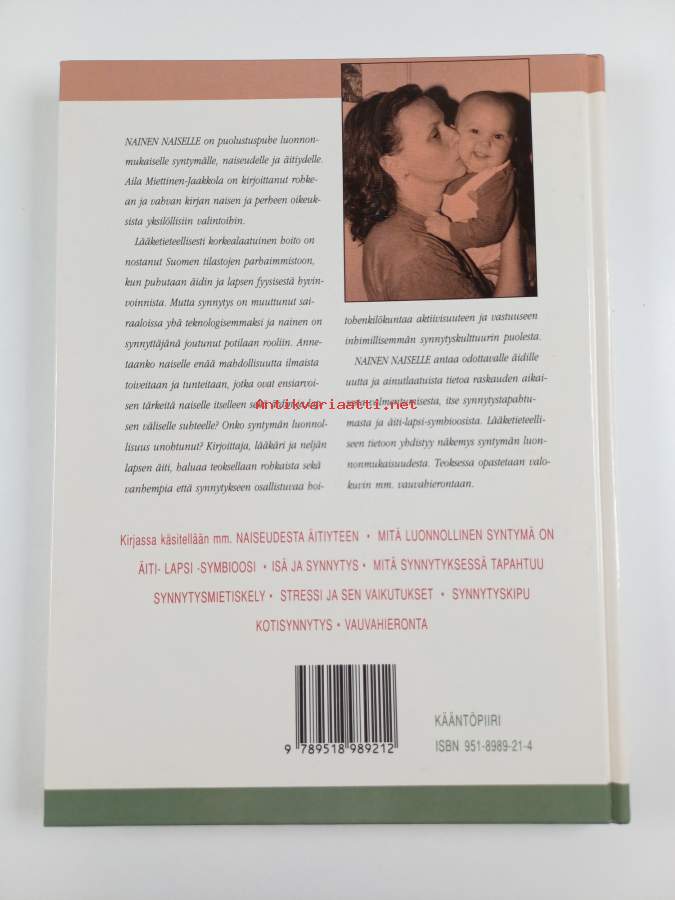 NAINEN NAISELLE on puolustuspuhe luonnon-
mukaiselle syntymälle, naiseudelle ja äitiydelle.
Aila Miettinen-Jaakkola on kirjoittanut rohke-
an ja vahvan kirjan naisen ja perheen oikeuk-
sista yksilöllisiin valintoihin.
Lääketieteellisesti korkealaatuinen hoito on
nostanut Suomen tilastojen parhaimmistoon,
kun puhutaan äidin ja lapsen fyysisestä hyvin-
voinnista. Mutta synnytys on muuttunut sai-
raaloissa yhä teknologisemmaksi ja nainen on
synnyttäjänä joutunut potilaan rooliin. Anne-
taanko naiselle enää mahdollisuutta ilmaista
toiveitaan ja tunteitaan, jotka ovat ensiarvoi-
sen tärkeitä naiselle itselleen
sen väliselle suhteelle? Onko syntymän luonnol-
lisuus unohtunut? Kirjoittaja, lääkäri ja neljän
lapsen äiti, haluaa teoksellaan rohkaista sekä
vanhempia että synnytykseen osallistuvaa hoi-
tohenkilökuntaa aktiivisuuteen ja vastuuseen
inhimillisemmän synnytyskulttuurin puolesta.
NAINEN NAISELLE antaa odottavalle äidille
uutta ja ainutlaatuista tietoa raskauden aikai-
itse synnytystapahtu-
masta ja äiti-lapsi-symbioosista. Lääketieteelli-
seen tietoon yhdistyy näkemys syntymän luon-
nonmukaisuudesta. Teoksessa opastetaan valo-
kuvin mm. vauvahierontaan.
Antikvariaatti.net
Kirjassa käsitellään mm. NAISEUDESTA ÄITIYTEEN • MITÄ LUONNOLLINEN SYNTYMÄ ON
ÄITI- LAPSI -SYMBIOOSI • ISÄ JA SYNNYTYS • MITÄ SYNNYTYKSESSÄ TAPAHTUU
SYNNYTYSMIETISKELY • STRESSI JA SEN VAIKUTUKSET • SYNNYTYSKIPU
KOTISYNNYTYS • VAUVAHIERONTA
KÄÄNTÖPIIRI
ISBN 951-8989-21-4
9 789518 989212